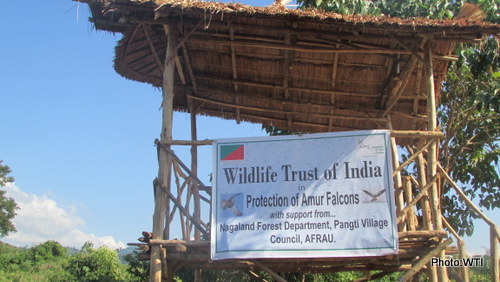 Wildlife Trust of India
in
Protection of Amur Falcons
with support from...
Nagaland Forest Department, Pangti Village
Council, AFRAU.
Photo:WTI